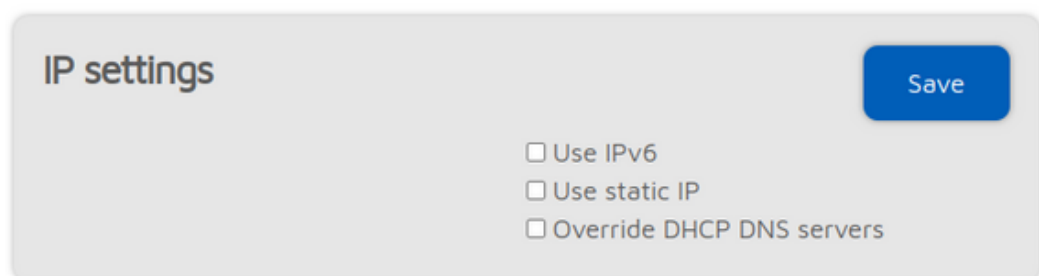 IP settings
Save
Use IPv6
Use static IP
Override DHCP DNS servers